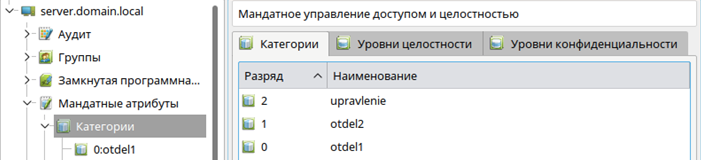 server.domain.local
Аудит
Группы
Замкнутая программна...
Мандатные атрибуты
Категории
0:otdel1
Мандатное управление доступом и целостностью
Категории Уровни целостности Уровни конфиденциальности
Разряд Наименование
2 upravlenie
1 otdel2
0 otdel1